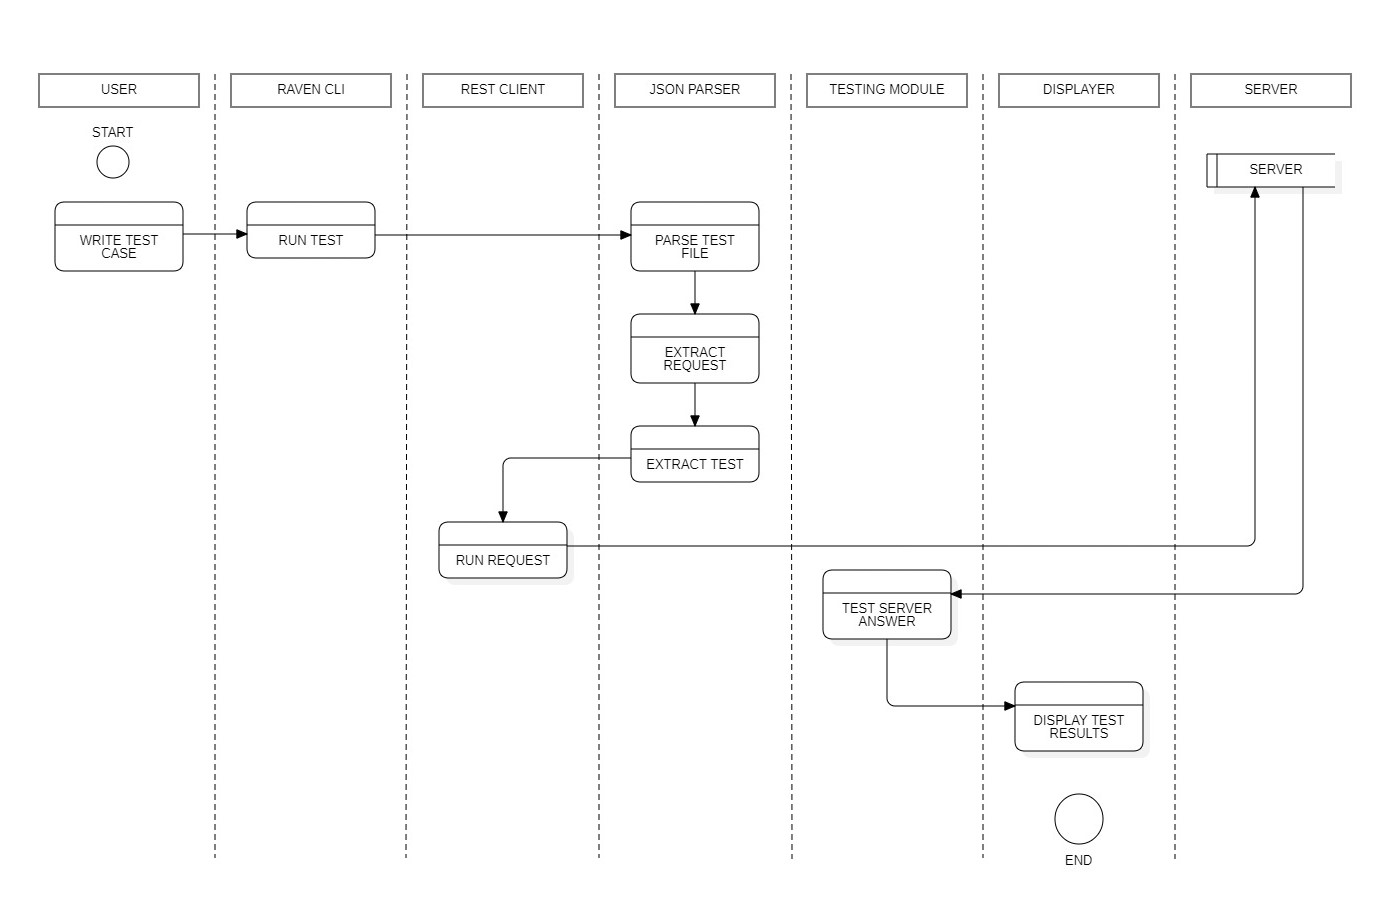 USER
RAVEN CLI
REST CLIENT
JSON PARSER
TESTING MODULE
DISPLAYER
SERVER
START
SERVER
WRITE TEST
CASE
RUN TEST
PARSE TEST
FILE
EXTRACT
REQUEST
EXTRACT TEST
RUN REQUEST
TEST SERVER
ANSWER
DISPLAY TEST
RESULTS
END